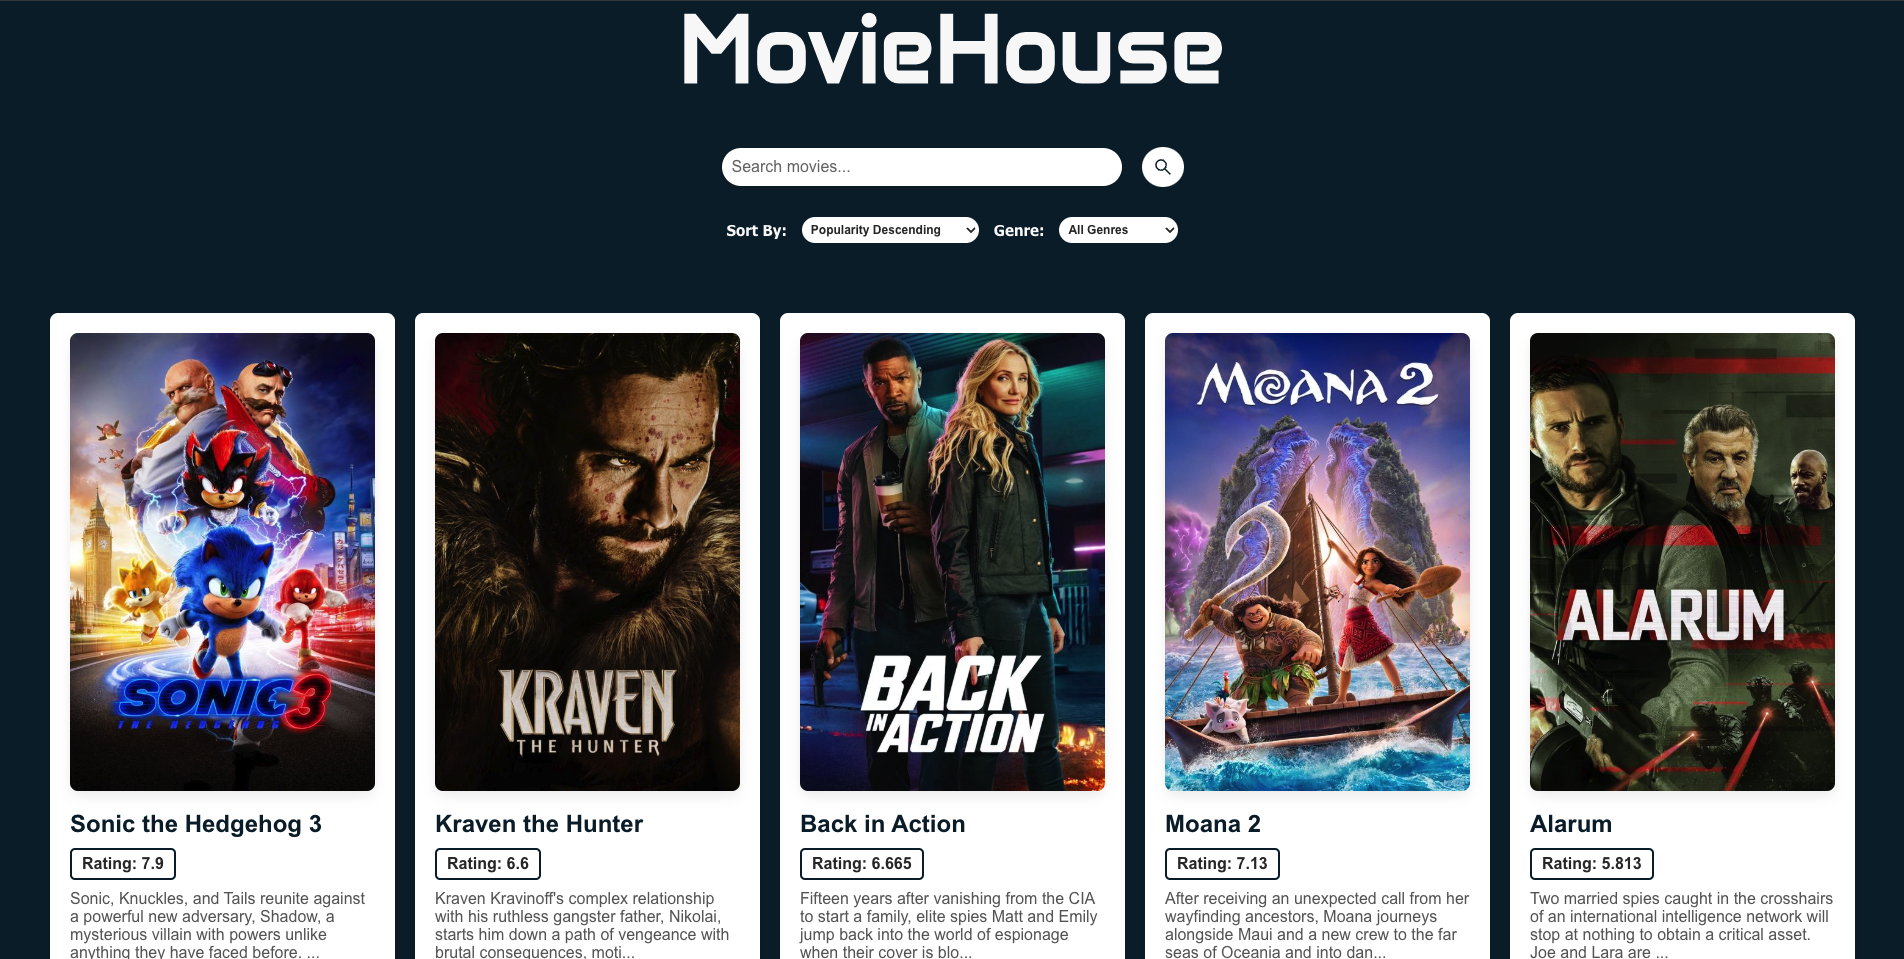 MovieHouse
Search movies...
Sort By: Popularity Descending Genre: All Genres
SONIC 3
THE HEDGEHOG
KRAVEN
THE HUNTER
BACK
IN ACTION
MOANA 2
ALARUM
Sonic the Hedgehog 3
Rating: 7.9
Sonic, Knuckles, and Tails reunite against
a powerful new adversary, Shadow, a
mysterious villain with powers unlike
anything they have faced before. ...
Kraven the Hunter
Rating: 6.6
Kraven Kravinoff's complex relationship
with his ruthless gangster father, Nikolai,
starts him down a path of vengeance with
brutal consequences, moti...
Back in Action
Rating: 6.665
Fifteen years after vanishing from the CIA
to start a family, elite spies Matt and Emily
jump back into the world of espionage
when their cover is blo...
Moana 2
Rating: 7.13
After receiving an unexpected call from her
wayfinding ancestors, Moana journeys
alongside Maui and a new crew to the far
seas of Oceania and into dan...
Alarum
Rating: 5.813
Two married spies caught in the crosshairs
of an international intelligence network will
stop at nothing to obtain a critical asset.
Joe and Lara are ...